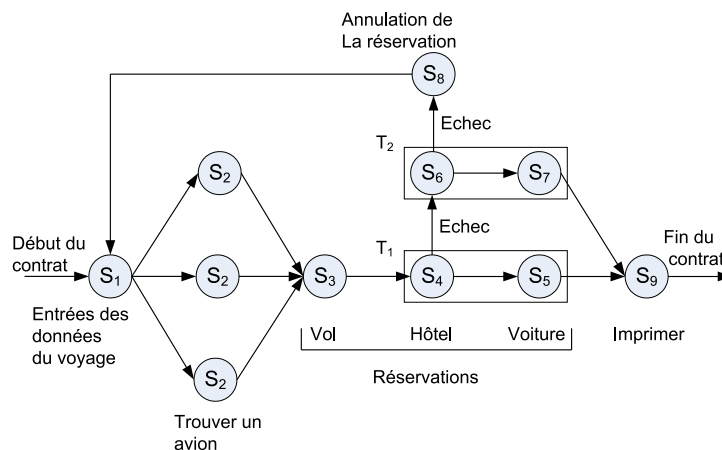 Annulation de
La réservation
S8
Echec
T2
S6
S7
S2
Echec
Début du
contrat
T1
Fin du
contrat
S1
S2
S3
S4
S5
S9
Entrées des
données
du voyage
Vol
Hôtel
Voiture
Imprimer
Réservations
S2
Trouver un
avion